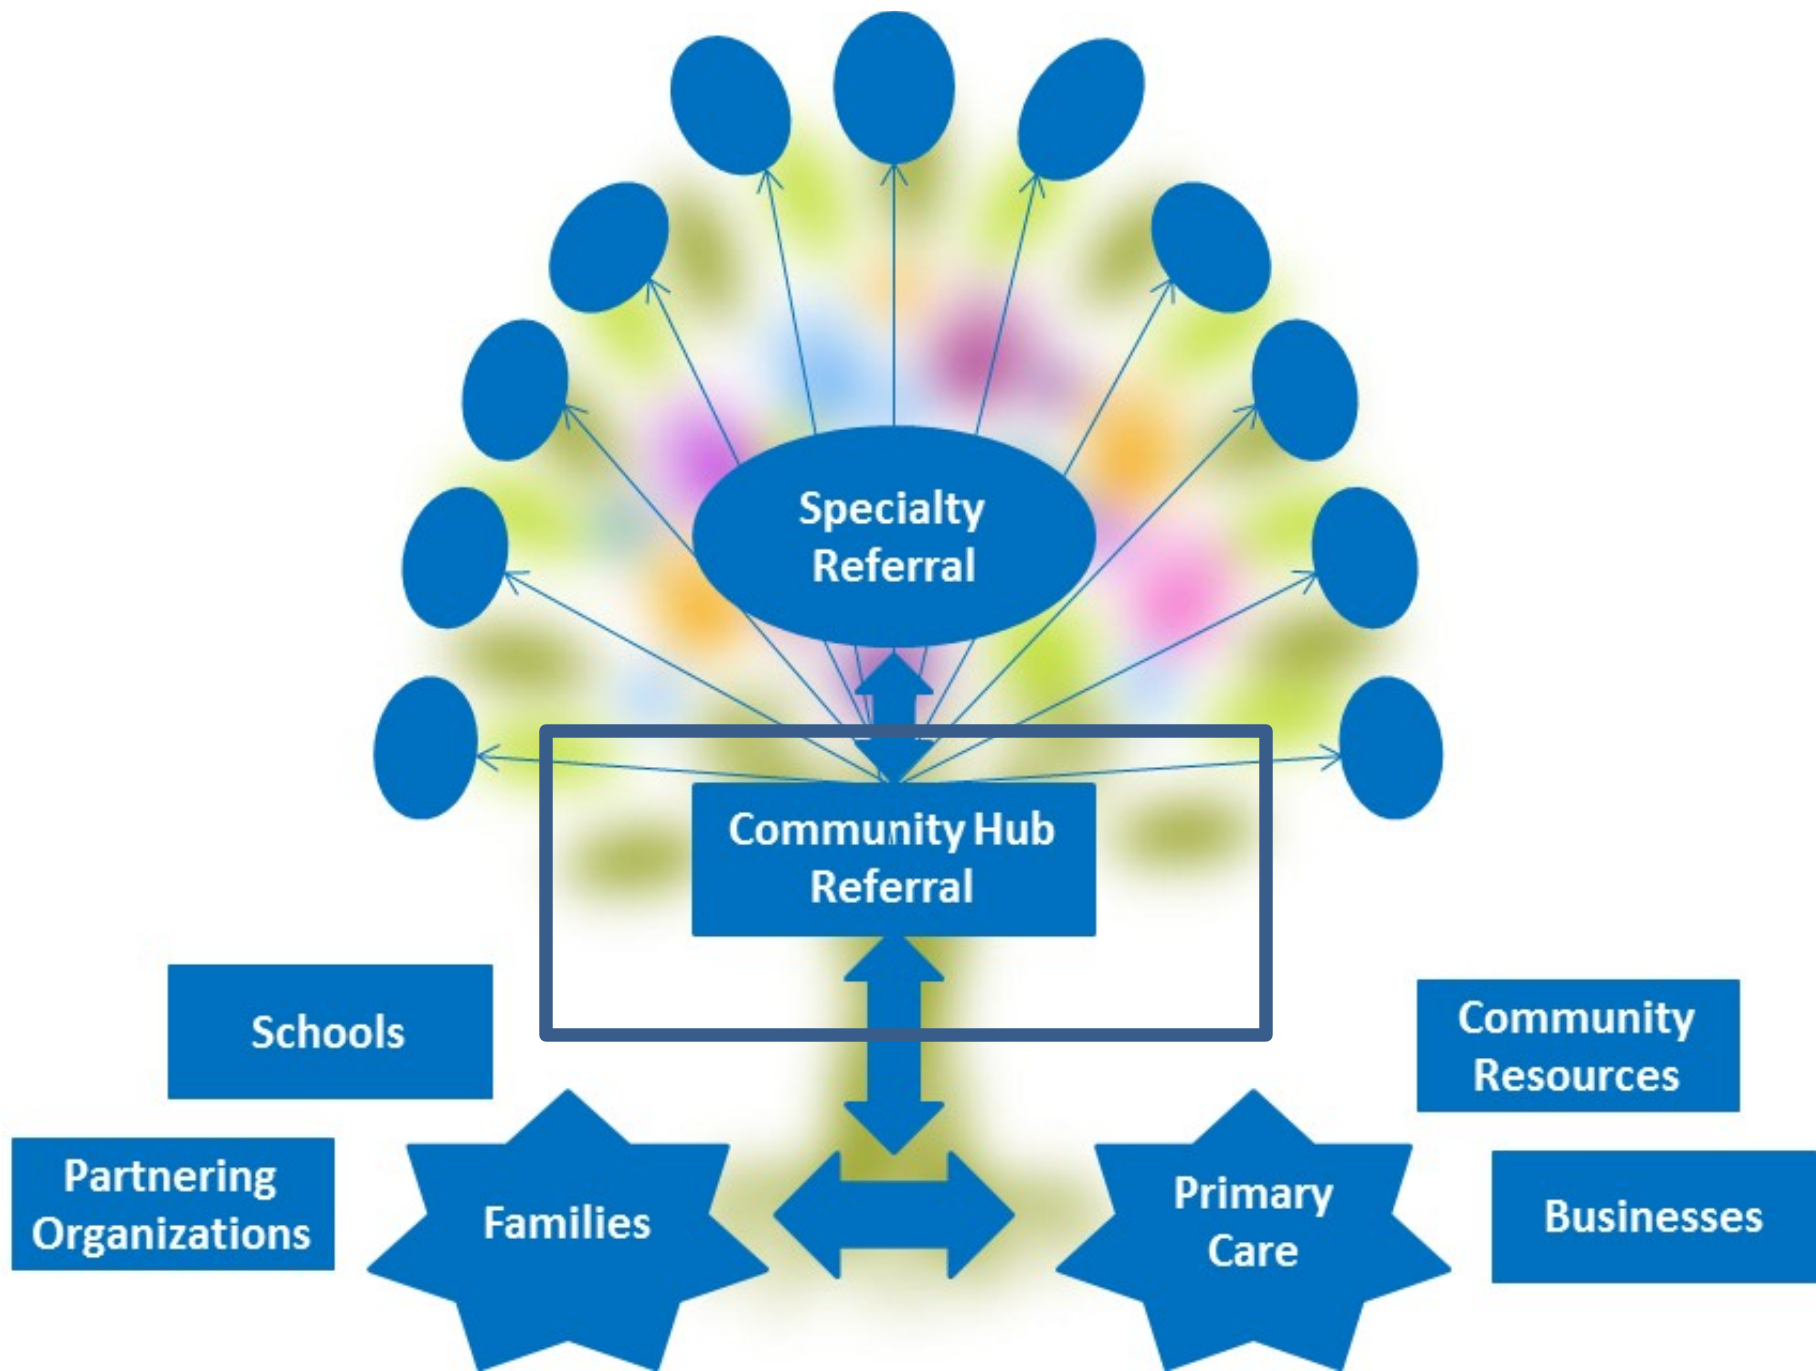 Specialty
Referral
Community Hub
Referral
Schools
Community
Resources
Partnering
Organizations
Families
Primary
Care
Businesses